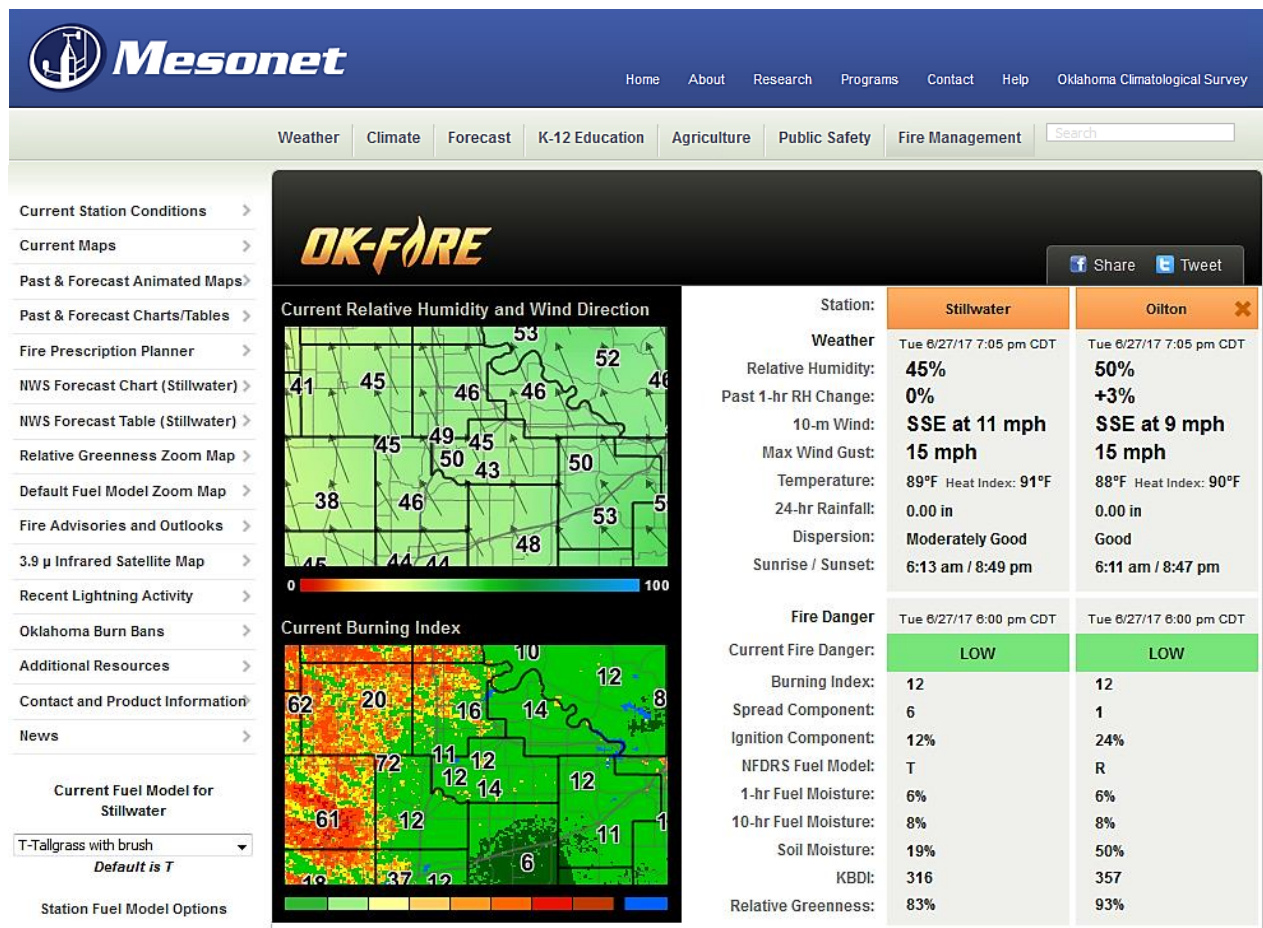 Mesonet
Home About Research Programs Contact Help Oklahoma Climatological Survey
Weather Climate Forecast K-12 Education Agriculture Public Safety Fire Management Search
Current Station Conditions
Current Maps
Past & Forecast Animated Maps
Past & Forecast Charts/Tables
Fire Prescription Planner
NWS Forecast Chart (Stillwater)
NWS Forecast Table (Stillwater)
Relative Greenness Zoom Map
Default Fuel Model Zoom Map
Fire Advisories and Outlooks
3.9 µ Infrared Satellite Map
Recent Lightning Activity
Oklahoma Burn Bans
Additional Resources
Contact and Product Information
News
Current Fuel Model for
Stillwater
T-Tallgrass with brush
Default is T
Station Fuel Model Options
OK-FIRE
Share Tweet
Current Relative Humidity and Wind Direction
53
52
41 45 46 46 46
45 49 45
50 43 50
38 46 53 5
48
45 44 44
0 100
Current Burning Index
10
12
62 20 16 14 8
72 11 12
12 14 12
61 12 11 1
6
18 37 12
Station: Stillwater Oilton
Weather Tue 6/27/17 7:05 pm CDT Tue 6/27/17 7:05 pm CDT
Relative Humidity: 45% 50%
Past 1-hr RH Change: 0% +3%
10-m Wind: SSE at 11 mph SSE at 9 mph
Max Wind Gust: 15 mph 15 mph
Temperature: 89°F Heat Index: 91°F 88°F Heat Index: 90°F
24-hr Rainfall: 0.00 in 0.00 in
Dispersion: Moderately Good Good
Sunrise / Sunset: 6:13 am / 8:49 pm 6:11 am / 8:47 pm
Fire Danger Tue 6/27/17 6:00 pm CDT Tue 6/27/17 6:00 pm CDT
Current Fire Danger: LOW LOW
Burning Index: 12 12
Spread Component: 6 1
Ignition Component: 12% 24%
NFDRS Fuel Model: T R
1-hr Fuel Moisture: 6% 6%
10-hr Fuel Moisture: 8% 8%
Soil Moisture: 19% 50%
KBDI: 316 357
Relative Greenness: 83% 93%